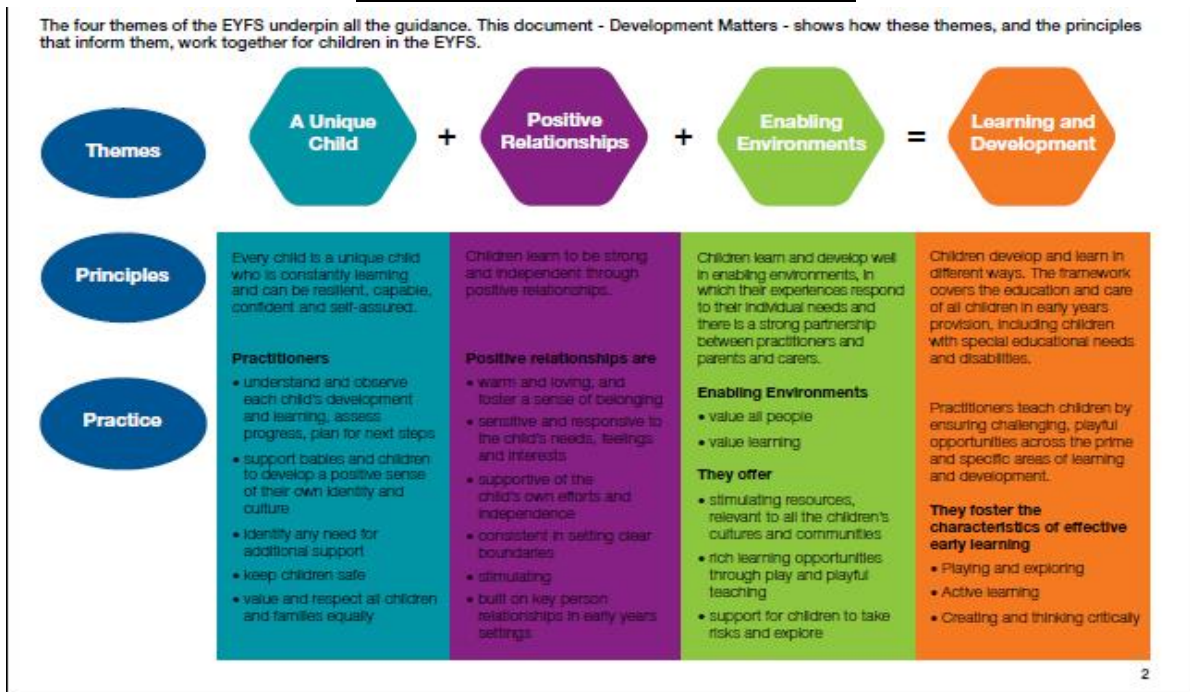 The four themes of the EYFS underpin all the guidance. This document - Development Matters - shows how these themes, and the principles
that inform them, work together for children in the EYFS.
Themes
A Unique
Child
+
Positive
Relationships
+
Enabling
Environments
=
Learning and
Development
Principles
Practice
Every child is a unique child
who is constantly learning
and can be resilient, capable,
confident and self-assured.
Practitioners
• understand and observe
each child's development
and learning, assess
progress, plan for next steps
• support babies and children
to develop a positive sense
of their own identity and
culture
• identify any need for
additional support
• keep children safe
• value and respect all children
and families equally
Children learn to be strong
and independent through
positive relationships.
Positive relationships are
• warm and loving, and
foster a sense of belonging
• sensitive and responsive to
the child's needs, feelings
and interests
• supportive of the
child's own efforts and
independence
• consistent in setting clear
boundaries
• stimulating
• built on key person
relationships in early years
settings
Children learn and develop well
in enabling environments, in
which their experiences respond
to their individual needs and
there is a strong partnership
between practitioners and
parents and carers.
Enabling Environments
• value all people
• value learning
They offer
• stimulating resources,
relevant to all the children's
cultures and communities
• rich learning opportunities
through play and playful
teaching
• support for children to take
risks and explore
Children develop and learn in
different ways. The framework
covers the education and care
of all children in early years
provision, including children
with special educational needs
and disabilities.
Practitioners teach children by
ensuring challenging, playful
opportunities across the prime
and specific areas of learning
and development.
They foster the
characteristics of effective
early learning
• Playing and exploring
• Active learning
• Creating and thinking critically
2